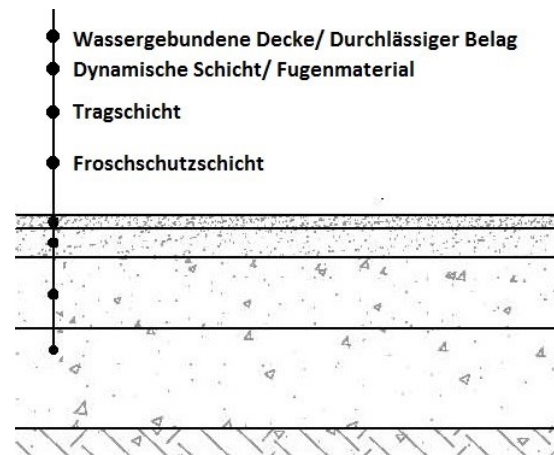 Wassergebundene Decke/ Durchlässiger Belag
Dynamische Schicht/ Fugenmaterial
Tragschicht
Froschschutzschicht